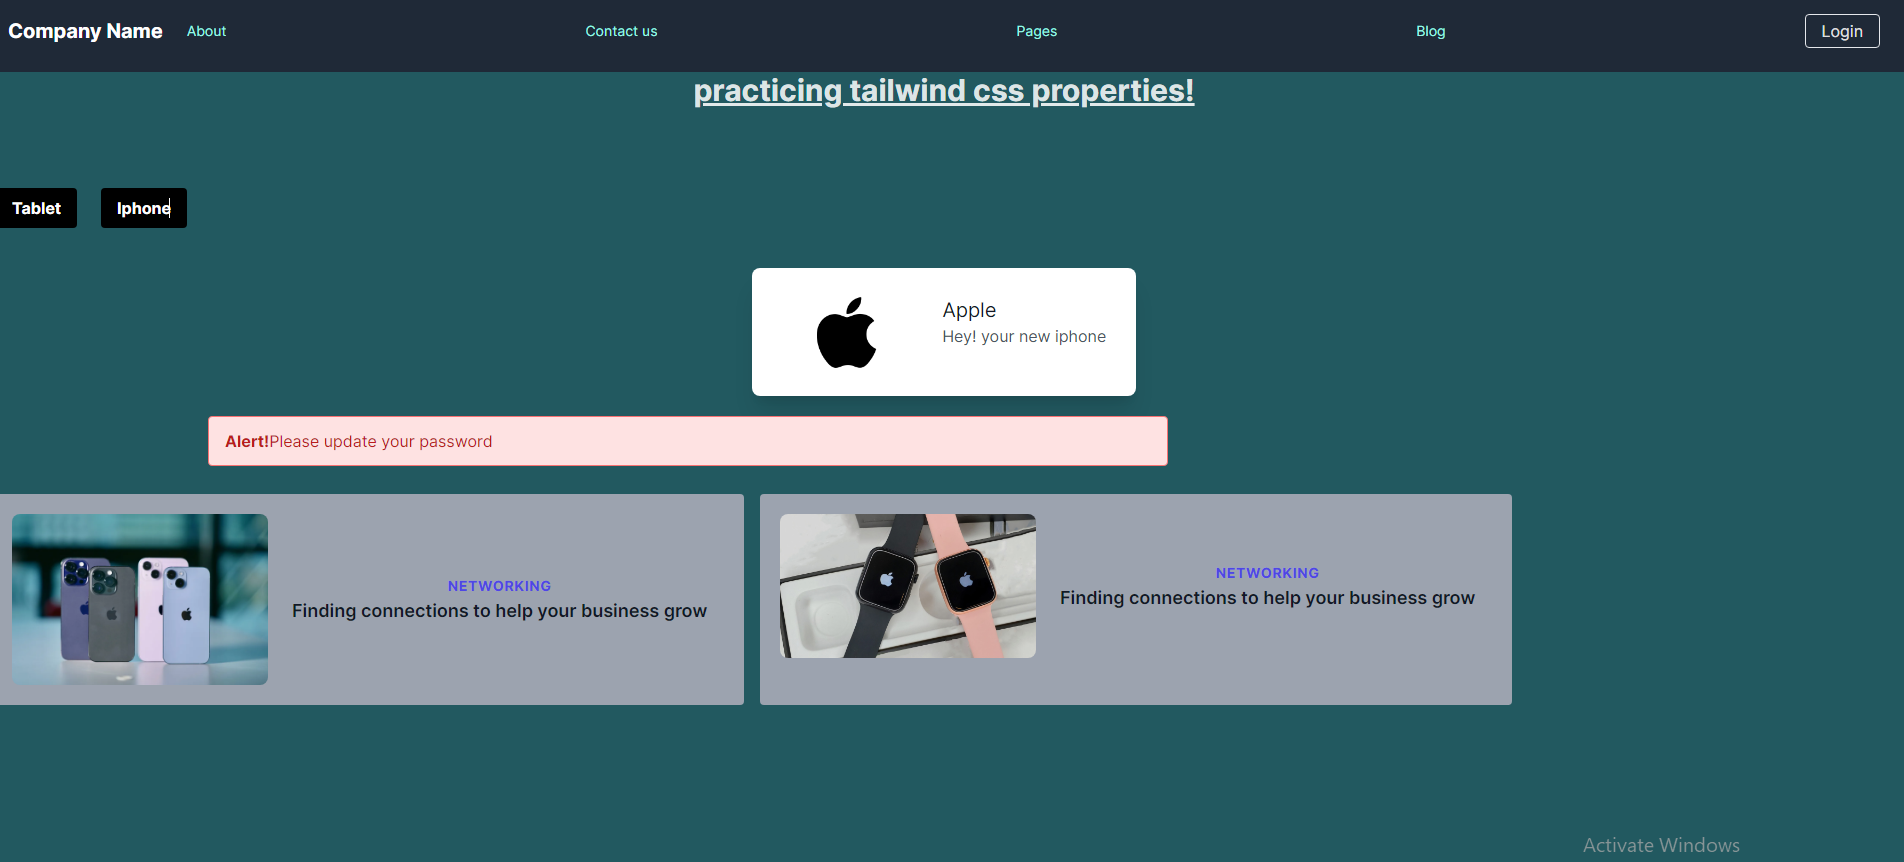 Company Name About Contact us Pages Blog Login
practicing tailwind css properties!
Tablet Iphone
Apple
Hey! your new iphone
Alert!Please update your password
NETWORKING
Finding connections to help your business grow
NETWORKING
Finding connections to help your business grow
Activate Windows